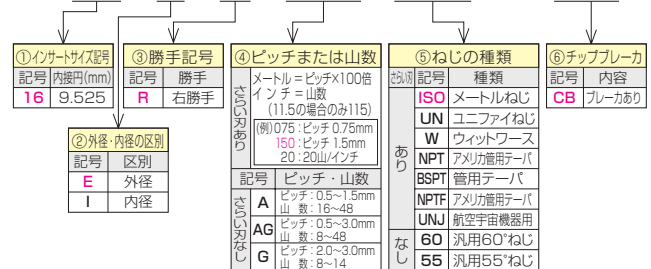 ①インサートサイズ記号
記号 内接円(mm)
16 9.525
②外径・内径の区別
記号 区別
E 外径
I 内径
③勝手記号
記号 勝手
R 右勝手
④ピッチまたは山数
さらい刃あり
メートル=ピッチ×100倍
インチ=山数
(11.5の場合のみ115)
(例)075:ピッチ 0.75mm
150:ピッチ 1.5mm
20:20山/インチ
記号 ピッチ・山数
さらい刃なし
A ピッチ:0.5~1.5mm
山 数:16~48
AG ピッチ:0.5~3.0mm
山 数:8~48
G ピッチ:2.0~3.0mm
山 数:8~14
⑤ねじの種類
さらい刃 記号 種類
あり
ISO メートルねじ
UN ユニファイねじ
W ウィットワース
NPT アメリカ管用テーパ
BSPT 管用テーパ
NPTF アメリカ管用テーパ
UNJ 航空宇宙機器用
なし
60 汎用60°ねじ
55 汎用55°ねじ
⑥チップブレーカ
記号 内容
CB ブレーカあり